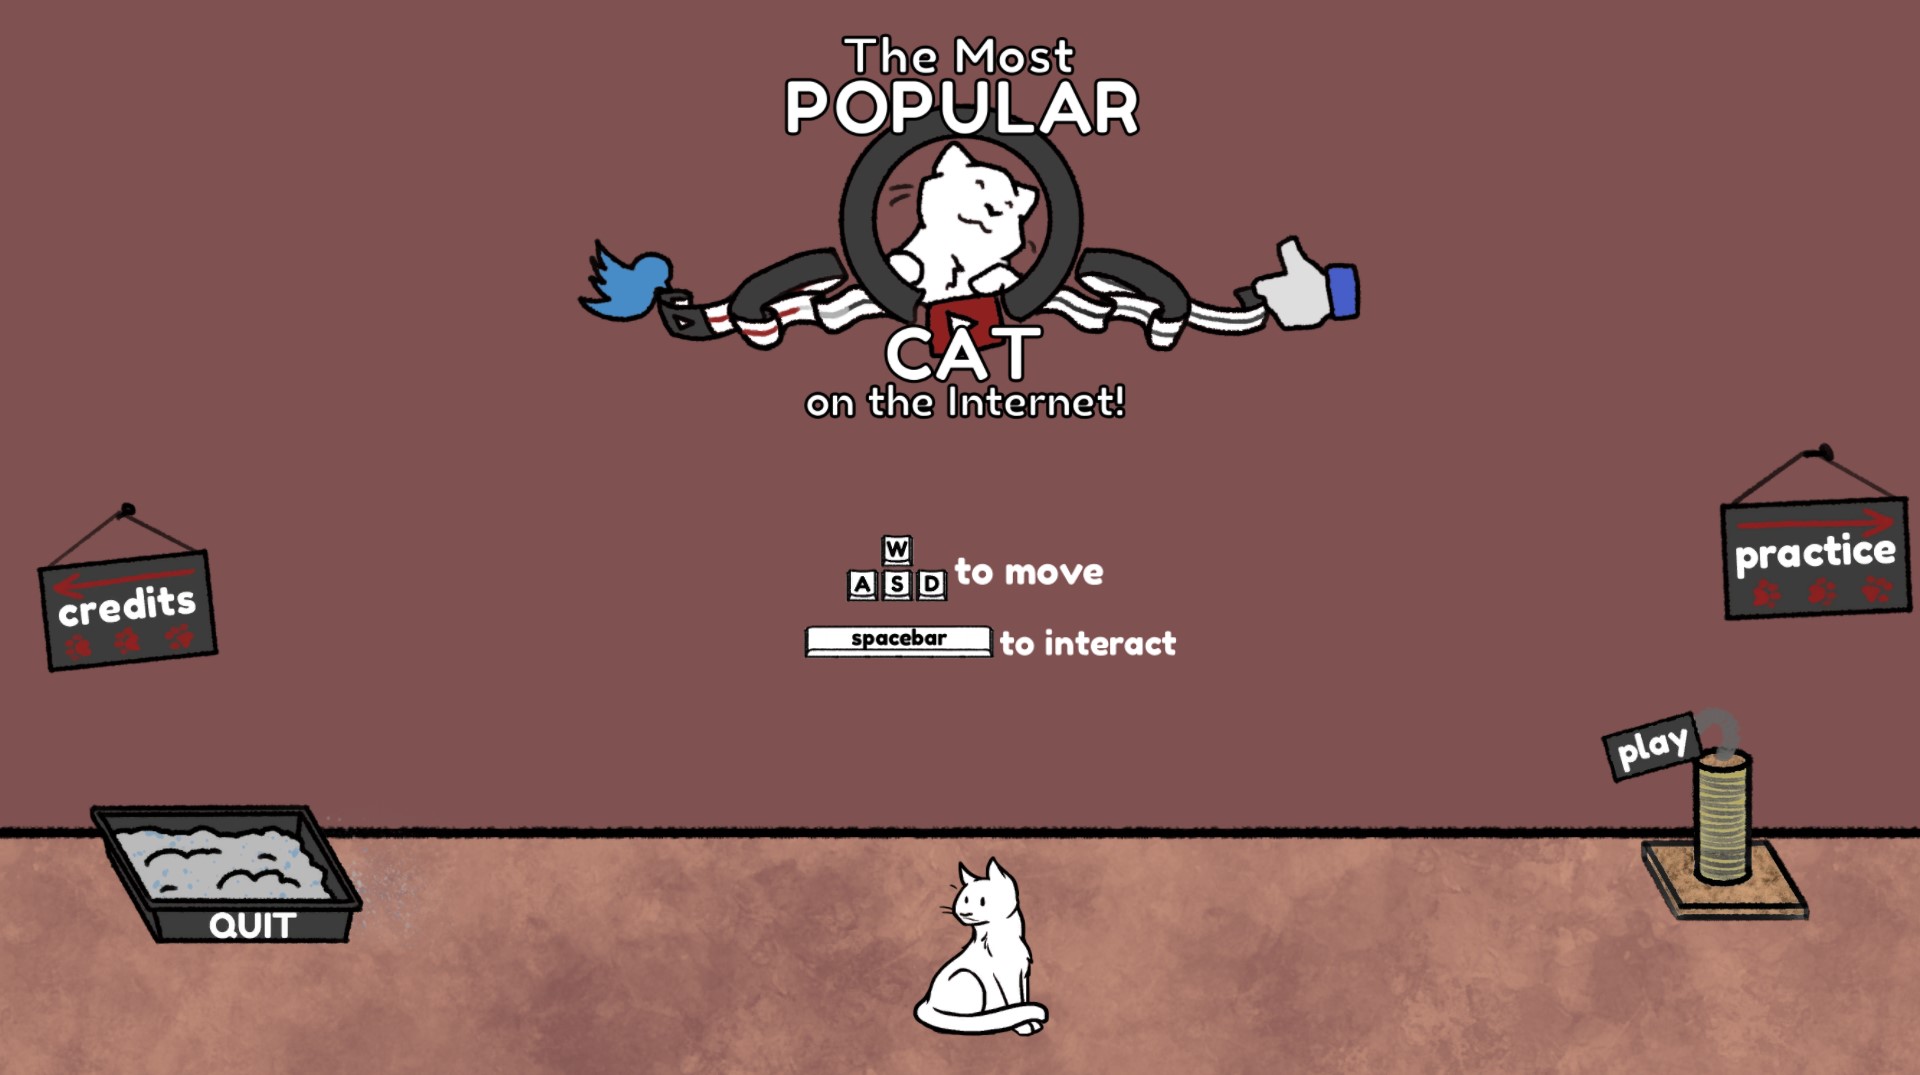 The Most
POPULAR
CAT
on the Internet!
credits
practice
W
A S D to move
spacebar to interact
play
QUIT